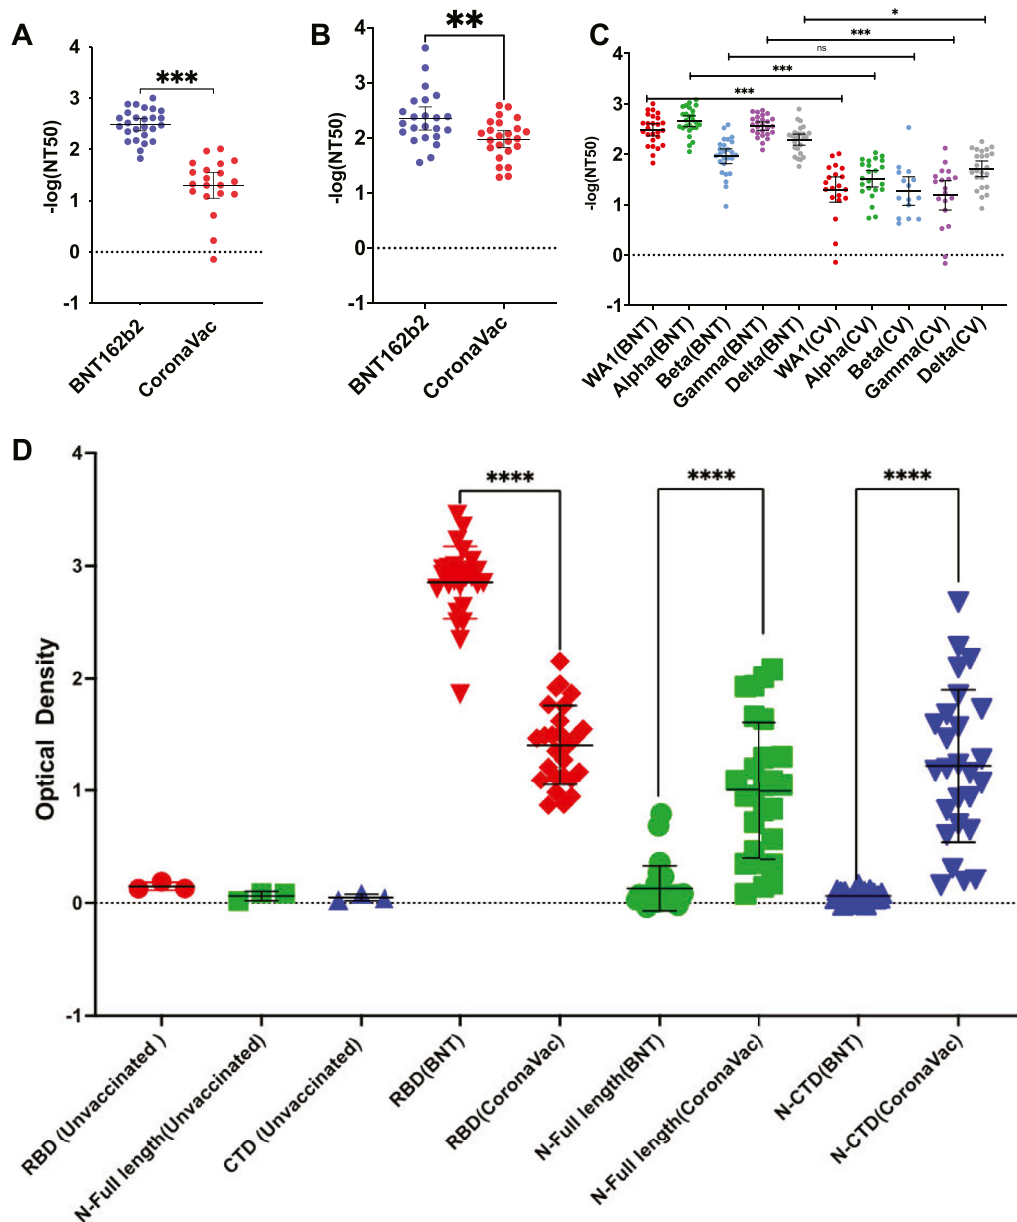 A
-log(NT50)
4
3
2
1
0
-1
***
BNT162b2
CoronaVac
B
-log(NT50)
4
3
2
1
0
-1
**
BNT162b2
CoronaVac
C
-log(NT50)
4
3
2
1
0
-1
*
***
ns
***
***
WA1(BNT)
Alpha(BNT)
Beta(BNT)
Gamma(BNT)
Delta(BNT)
WA1(CV)
Alpha(CV)
Beta(CV)
Gamma(CV)
Delta(CV)
D
Optical Density
4
3
2
1
0
-1
****
****
****
RBD (Unvaccinated )
N-Full length(Unvaccinated)
CTD (Unvaccinated)
RBD(BNT)
RBD(CoronaVac)
N-Full length(BNT)
N-Full length(CoronaVac)
N-CTD(BNT)
N-CTD(CoronaVac)